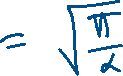 = √(π/α)